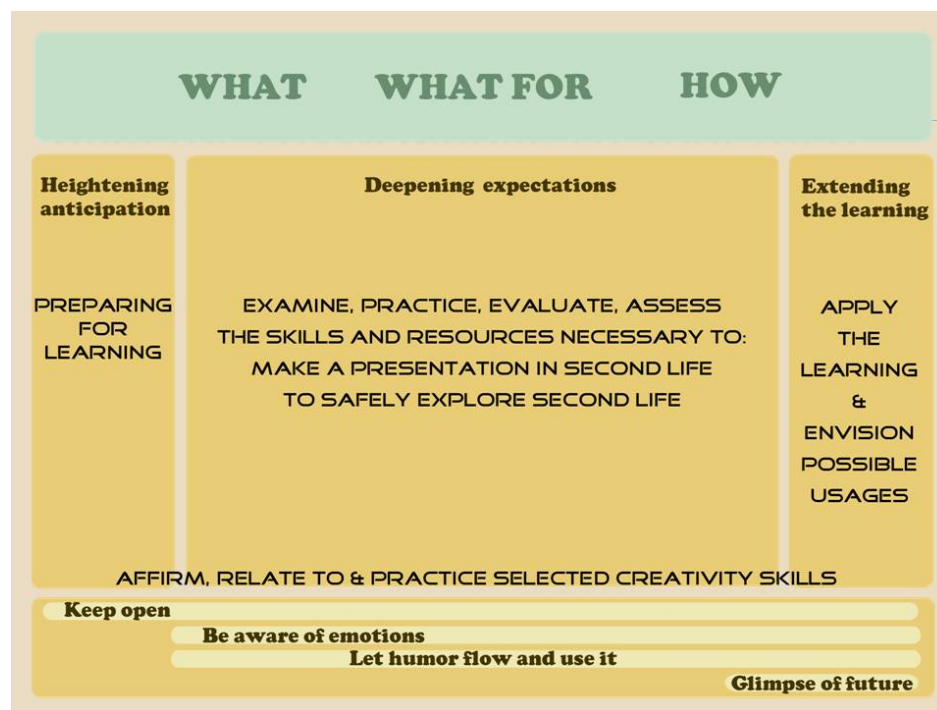 WHAT WHAT FOR HOW
Heightening
anticipation
PREPARING
FOR
LEARNING
Deepening expectations
EXAMINE, PRACTICE, EVALUATE, ASSESS
THE SKILLS AND RESOURCES NECESSARY TO:
MAKE A PRESENTATION IN SECOND LIFE
TO SAFELY EXPLORE SECOND LIFE
Extending
the learning
APPLY
THE
LEARNING
&
ENVISION
POSSIBLE
USAGES
AFFIRM, RELATE TO & PRACTICE SELECTED CREATIVITY SKILLS
Keep open
Be aware of emotions
Let humor flow and use it
Glimpse of future